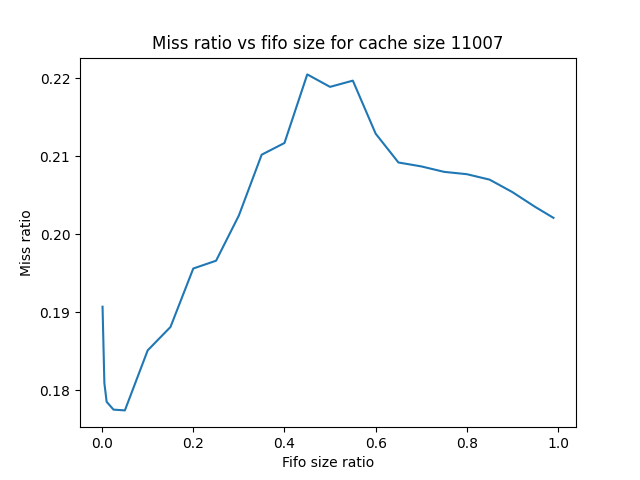 Miss ratio vs fifo size for cache size 11007
Miss ratio
0.22
0.21
0.20
0.19
0.18
0.0 0.2 0.4 0.6 0.8 1.0
Fifo size ratio